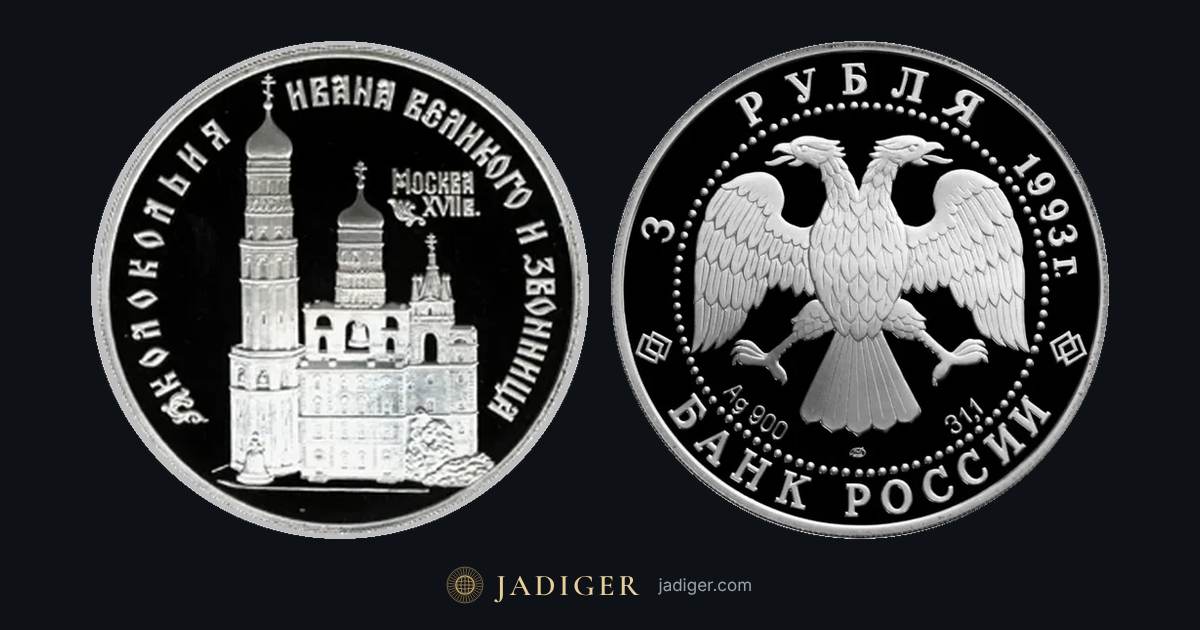 КОЛОКОЛЬНЯ ИВАНА ВЕЛИКОГО И ЗВОННИЦА
МОСКВА
XVII В.
3 РУБЛЯ 1993 г.
Ag 900
31,1
БАНК РОССИИ
JADIGER
jadiger.com